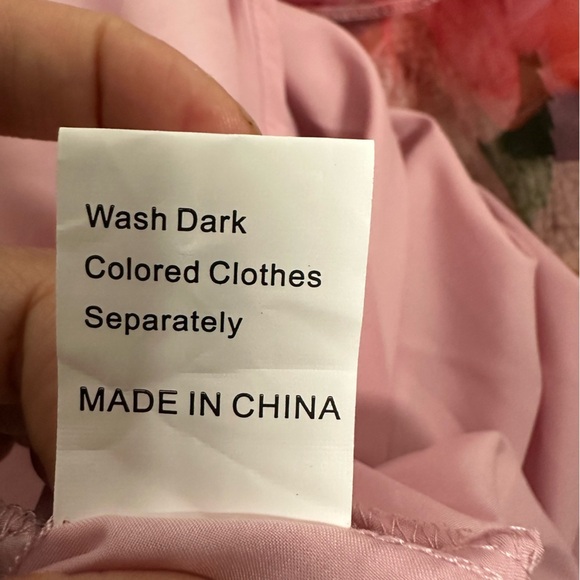 Wash Dark
Colored Clothes
Separately
MADE IN CHINA